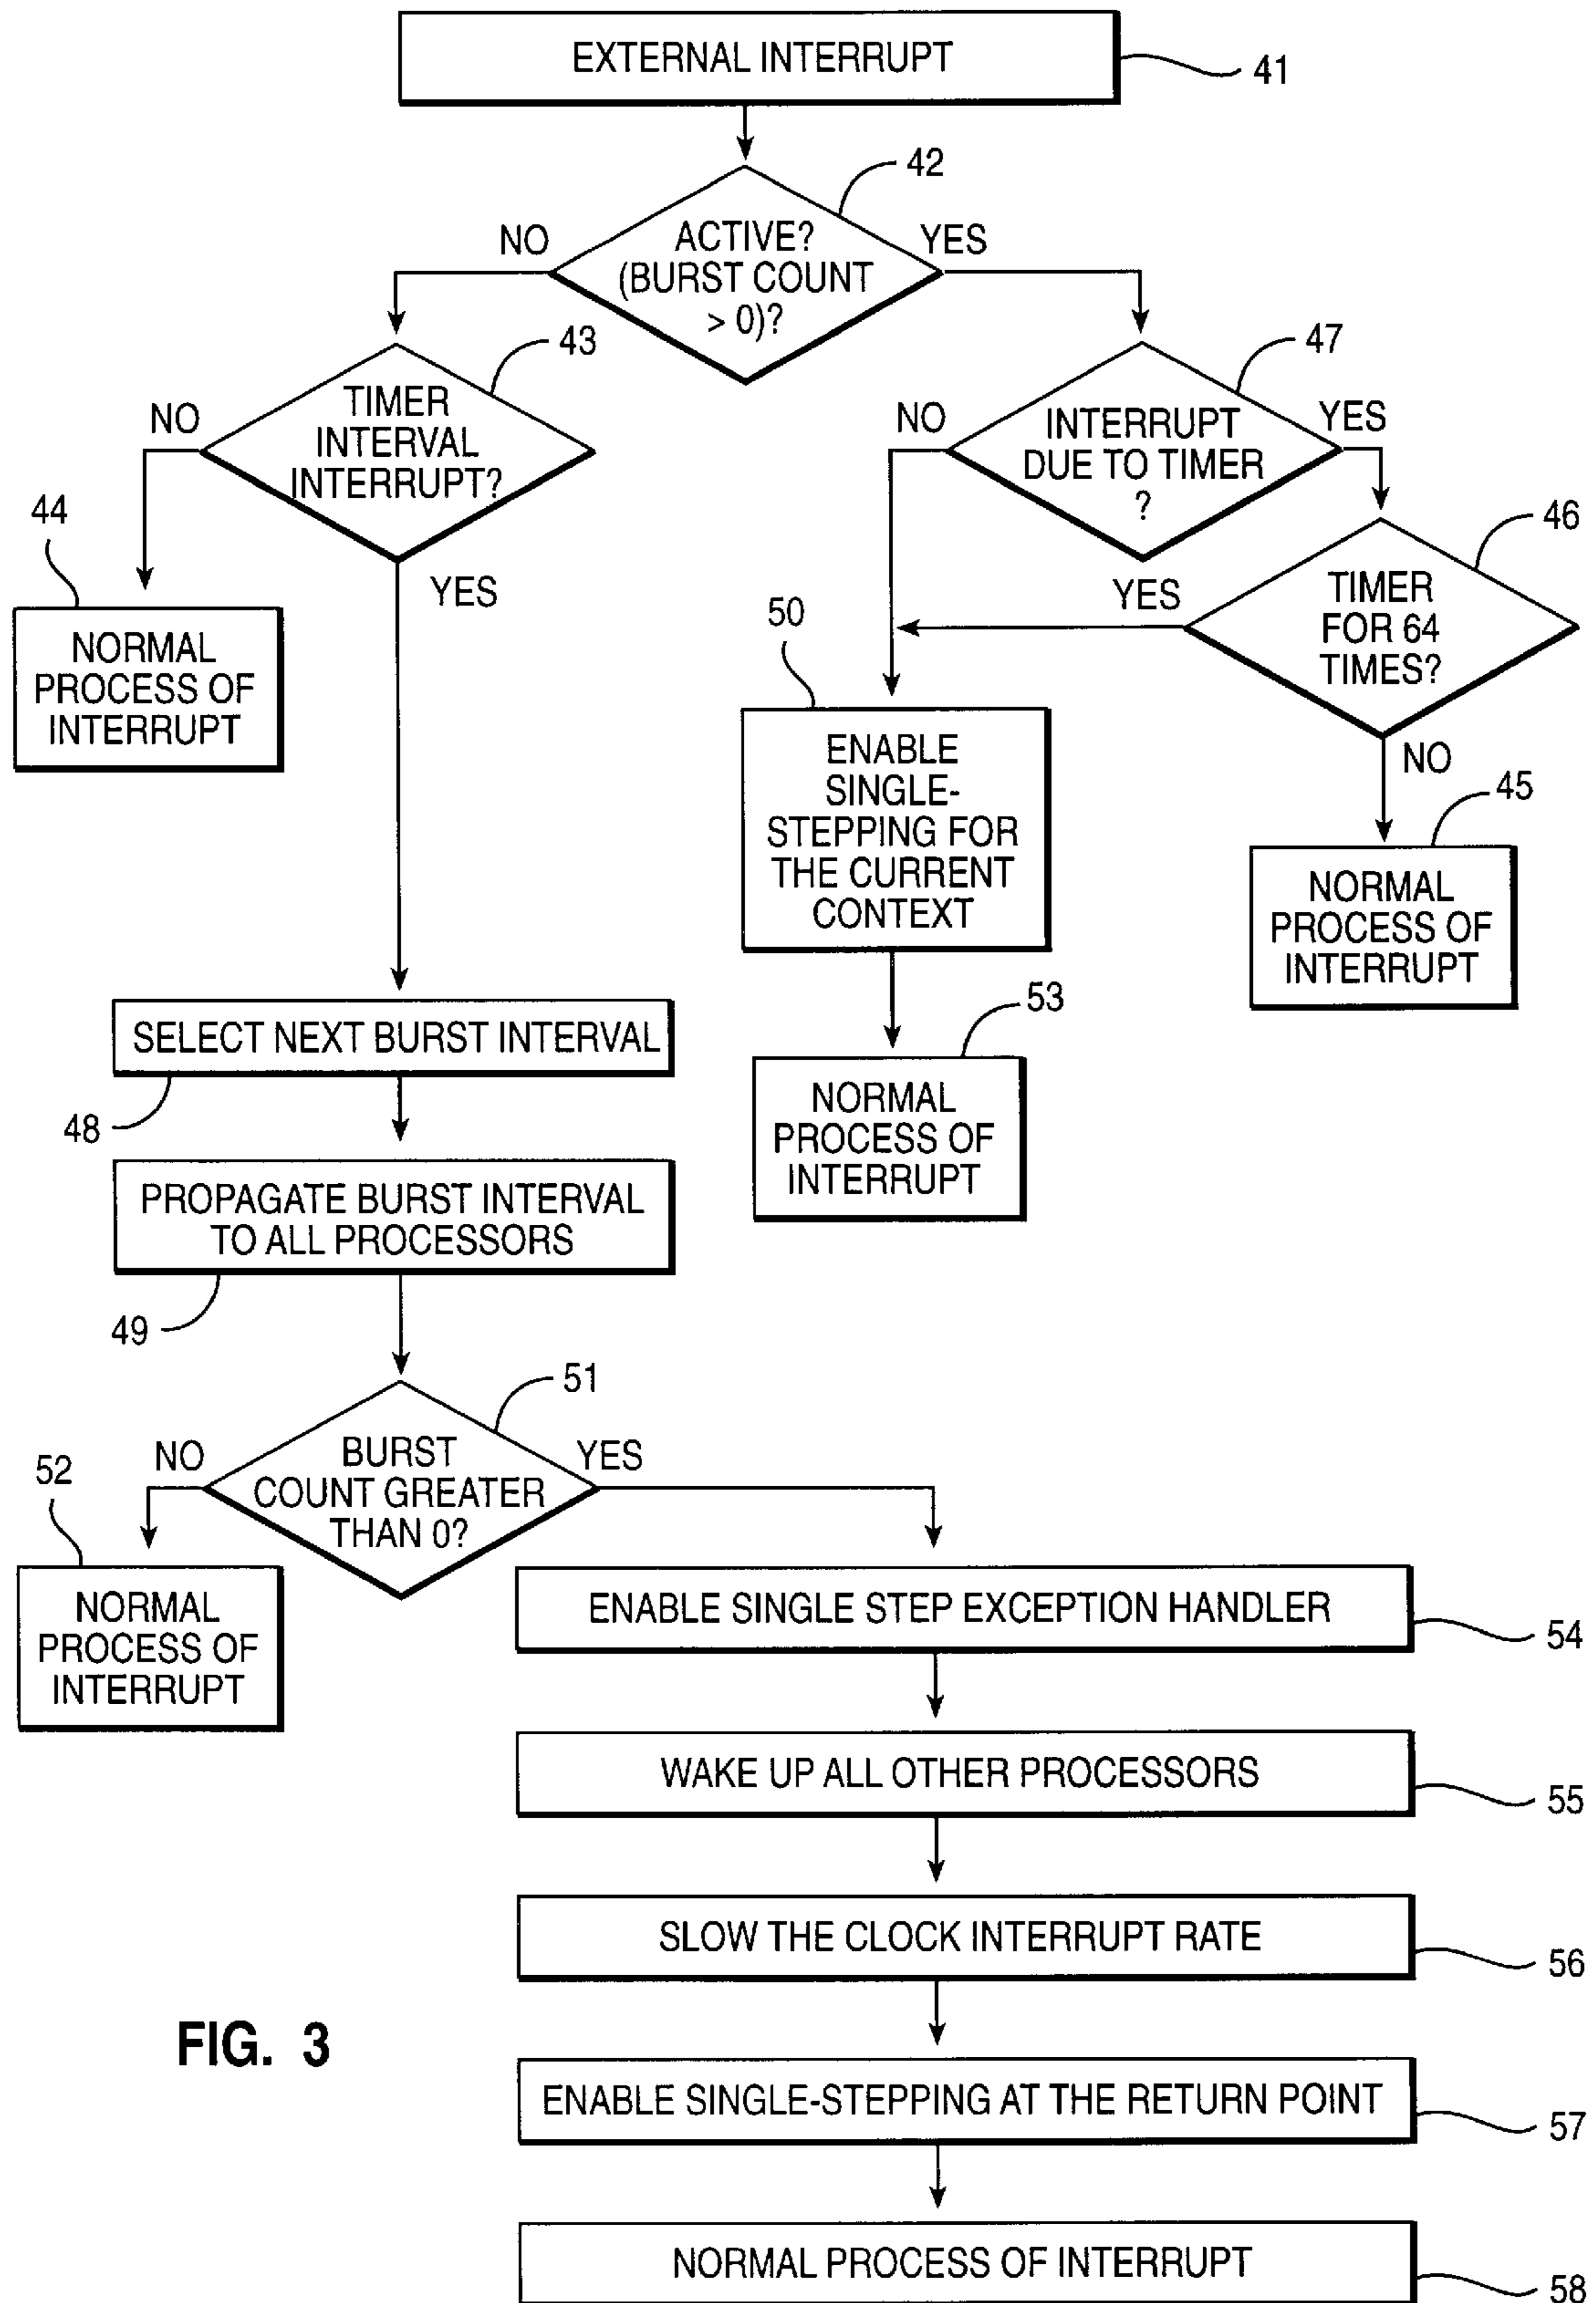 EXTERNAL INTERRUPT
41
42
NO
YES
ACTIVE?
(BURST COUNT
> 0)?
43
TIMER
INTERVAL
INTERRUPT?
NO
YES
44
NORMAL
PROCESS OF
INTERRUPT
47
INTERRUPT
DUE TO TIMER
?
NO
YES
46
TIMER
FOR 64
TIMES?
YES
NO
50
ENABLE
SINGLE-
STEPPING FOR
THE CURRENT
CONTEXT
45
NORMAL
PROCESS OF
INTERRUPT
53
NORMAL
PROCESS OF
INTERRUPT
SELECT NEXT BURST INTERVAL
48
PROPAGATE BURST INTERVAL
TO ALL PROCESSORS
49
51
BURST
COUNT GREATER
THAN 0?
NO
YES
52
NORMAL
PROCESS OF
INTERRUPT
ENABLE SINGLE STEP EXCEPTION HANDLER
54
WAKE UP ALL OTHER PROCESSORS
55
SLOW THE CLOCK INTERRUPT RATE
56
ENABLE SINGLE-STEPPING AT THE RETURN POINT
57
NORMAL PROCESS OF INTERRUPT
58
FIG. 3